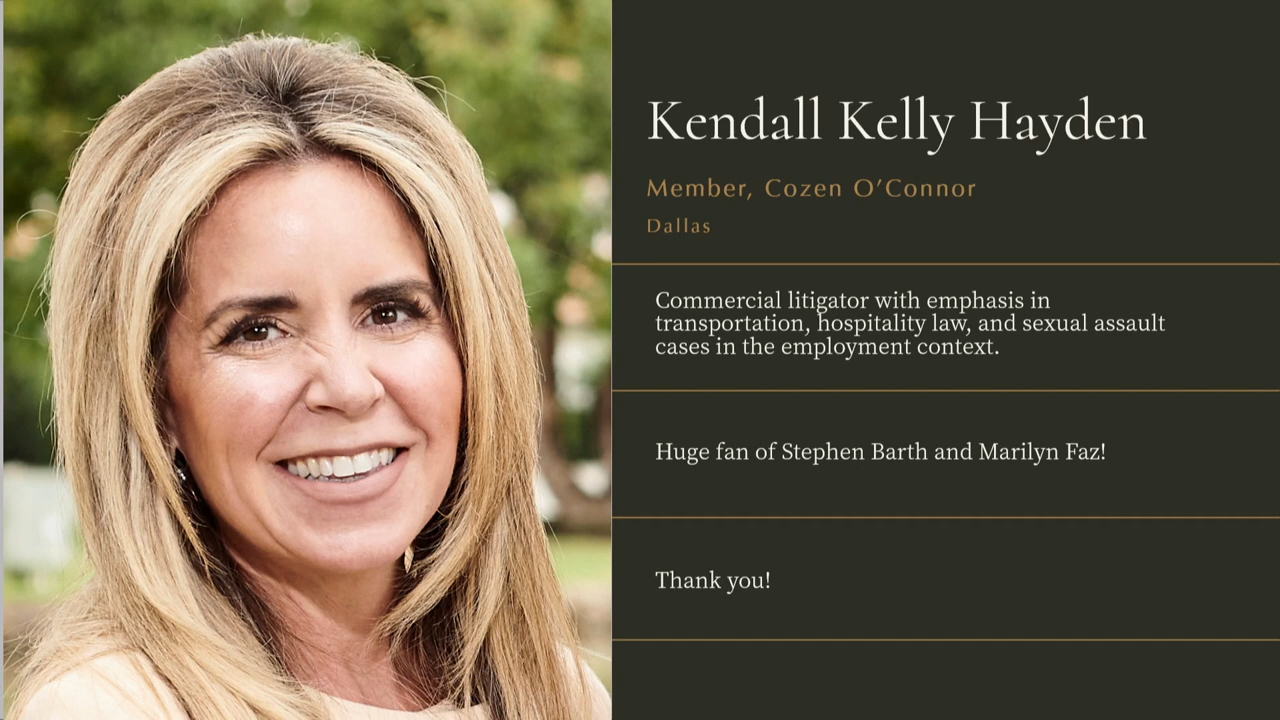 Kendall Kelly Hayden
Member, Cozen O’Connor
Dallas
Commercial litigator with emphasis in
transportation, hospitality law, and sexual assault
cases in the employment context.
Huge fan of Stephen Barth and Marilyn Faz!
Thank you!